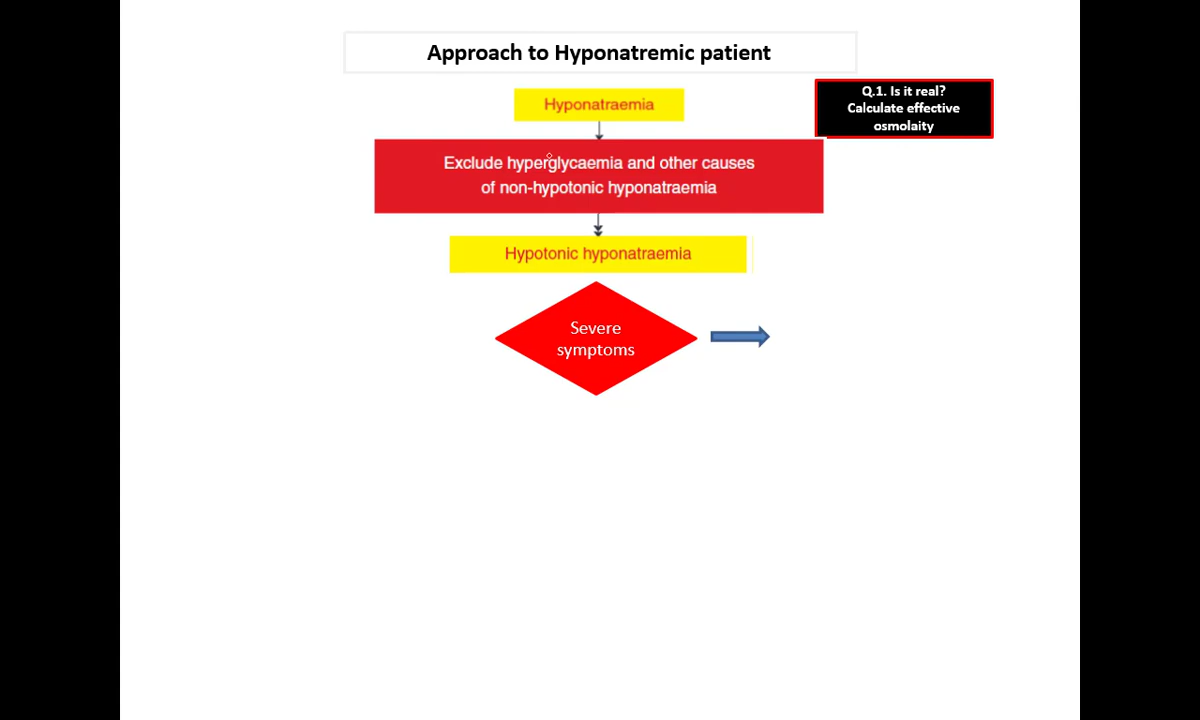 Approach to Hyponatremic patient
Hyponatraemia
Q.1. Is it real?
Calculate effective
osmolaity
Exclude hyperglycaemia and other causes
of non-hypotonic hyponatraemia
Hypotonic hyponatraemia
Severe
symptoms